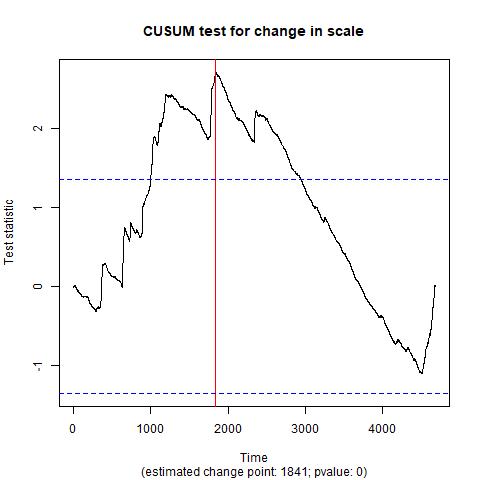 CUSUM test for change in scale
Test statistic
2
1
0
-1
0 1000 2000 3000 4000
Time
(estimated change point: 1841; pvalue: 0)